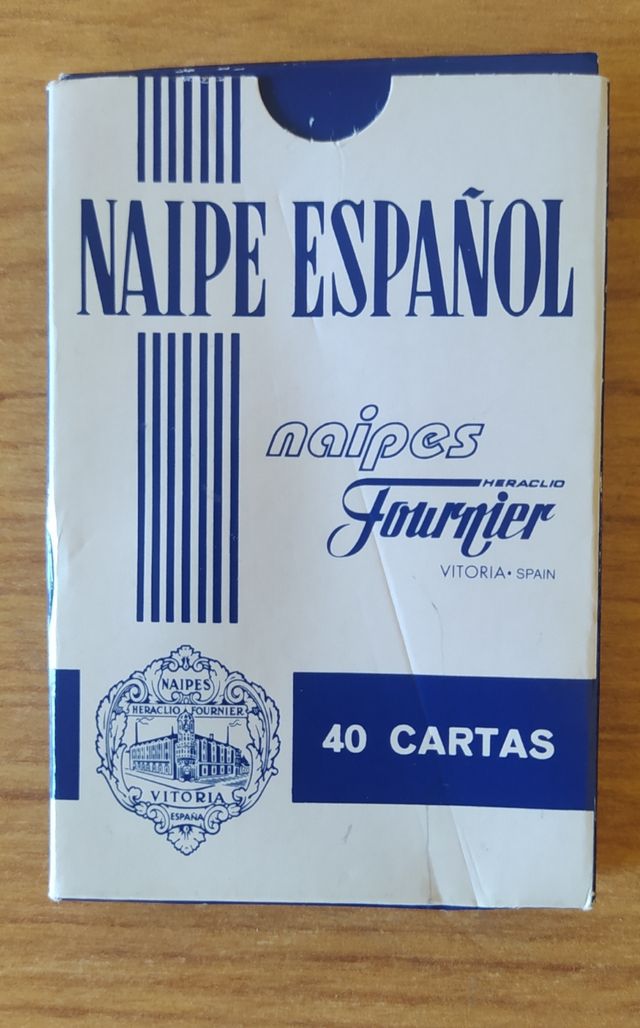 NAIPE ESPAÑOL
naipes
HERACLIO
Fournier
VITORIA • SPAIN
40 CARTAS
NAIPES
HERACLIO FOURNIER
VITORIA
ESPAÑA